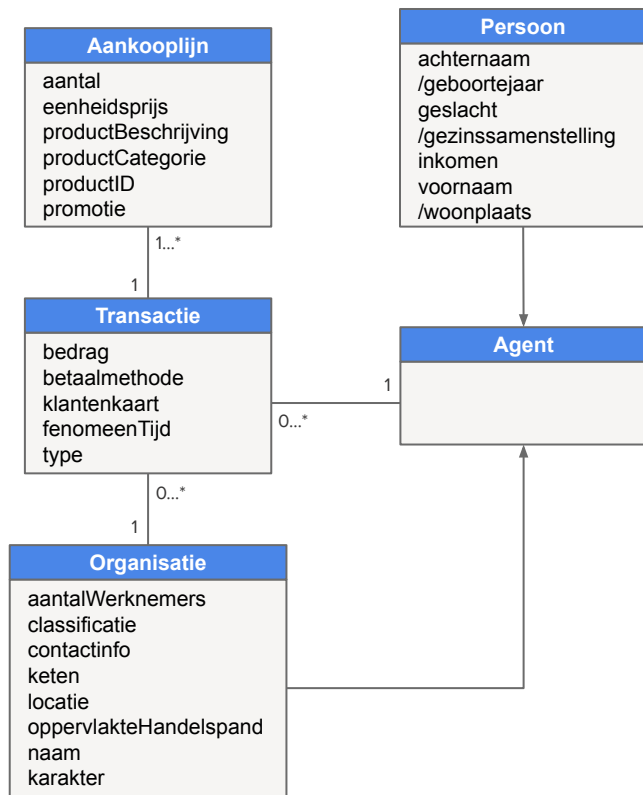 Aankooplijn
aantal
eenheidsprijs
productBeschrijving
productCategorie
productID
promotie
1...*
1
Transactie
bedrag
betaalmethode
klantenkaart
fenomeenTijd
type
0...*
1
0...*
1
Organisatie
aantalWerknemers
classificatie
contactinfo
keten
locatie
oppervlakteHandelspand
naam
karakter
Persoon
achternaam
/geboortejaar
geslacht
/gezinssamenstelling
inkomen
voornaam
/woonplaats
Agent